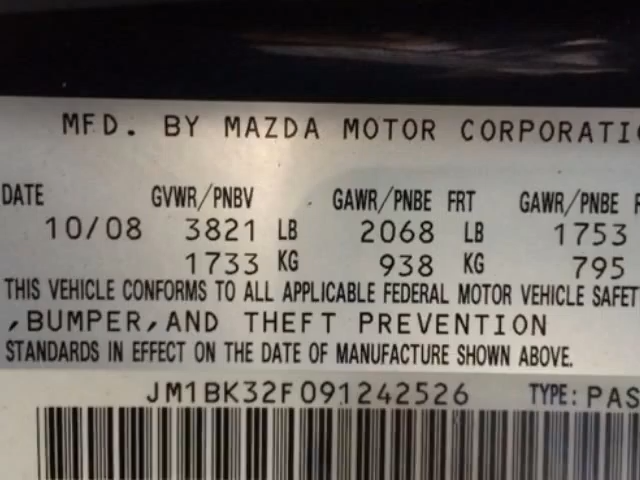 MFD. BY MAZDA MOTOR CORPORATI
DATE GVWR/PNBV GAWR/PNBE FRT GAWR/PNBE
10/08 3821 LB 2068 LB 1753
1733 KG 938 KG 795
THIS VEHICLE CONFORMS TO ALL APPLICABLE FEDERAL MOTOR VEHICLE SAFET
,BUMPER,AND THEFT PREVENTION
STANDARDS IN EFFECT ON THE DATE OF MANUFACTURE SHOWN ABOVE.
JM1BK32F091242526 TYPE: PAS